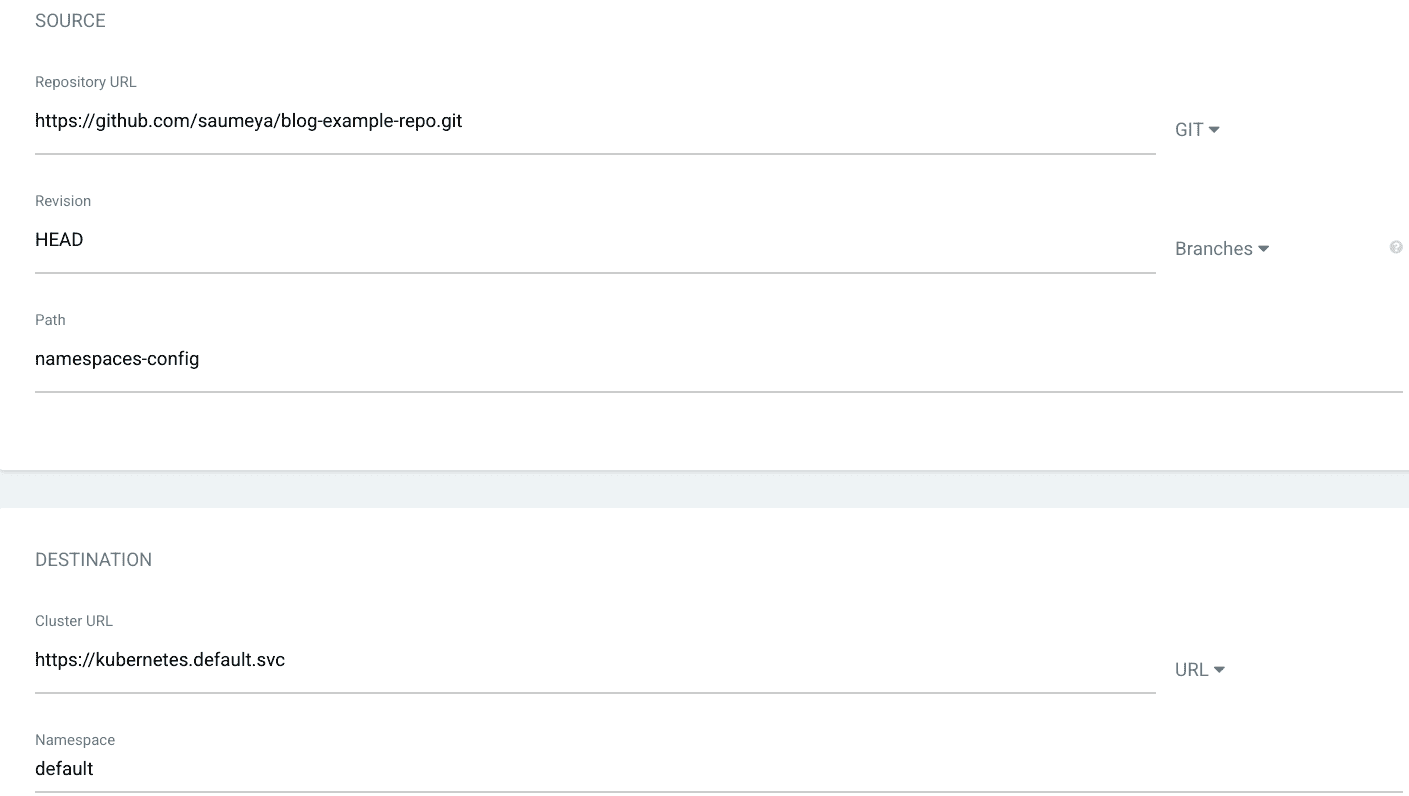 SOURCE
Repository URL
https://github.com/saumeya/blog-example-repo.git
GIT
Revision
HEAD
Branches
?
Path
namespaces-config
DESTINATION
Cluster URL
https://kubernetes.default.svc
URL
Namespace
default